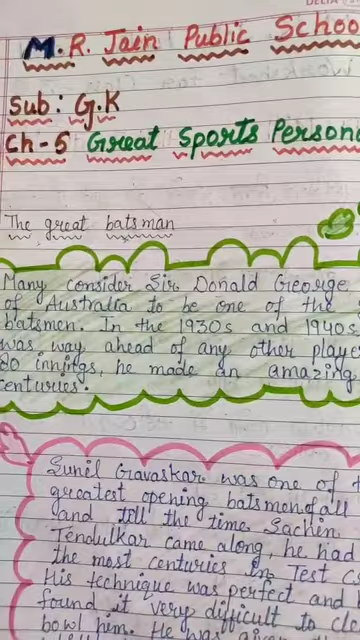 M. R. Jain Public Schoo
Sub : G.K
Ch - 5 Great Sports Persona
The great batsman
Many consider Sir Donald George
of Australia to be one of the
batsmen. In the 1930s and 1940s
was way ahead of any other player
80 innings, he made an amazing
centuries.
Sunil Gravaskar was one of t
greatest opening batsmen of all
and till the time Sachin
Tendulkar came along, he had
the most centuries In Test C
His technique was perfect and
found it very difficult to
bowl him. He was